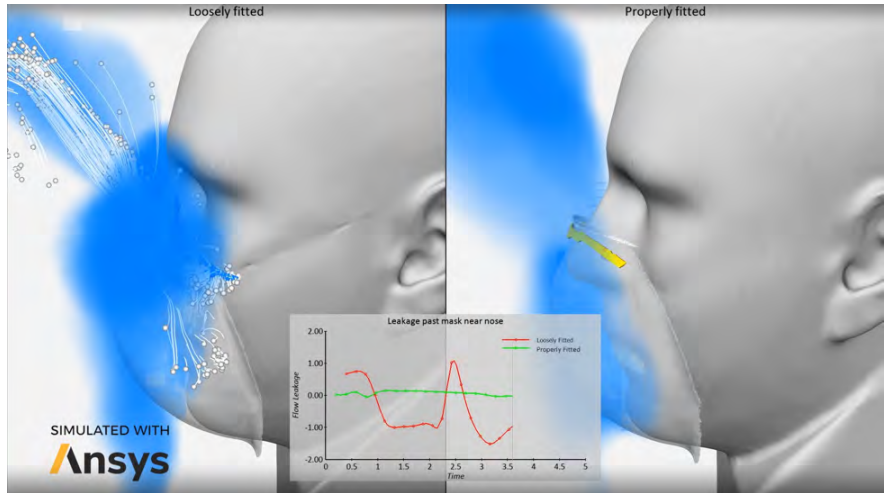 Loosely fitted
Properly fitted
Leakage past mask near nose
Loosely Fitted
Properly Fitted
2.00
1.00
0.00
-1.00
-2.00
Flow Leakage
0 0.5 1 1.5 2 2.5 3 3.5 4 4.5 5
Time
SIMULATED WITH
Ansys